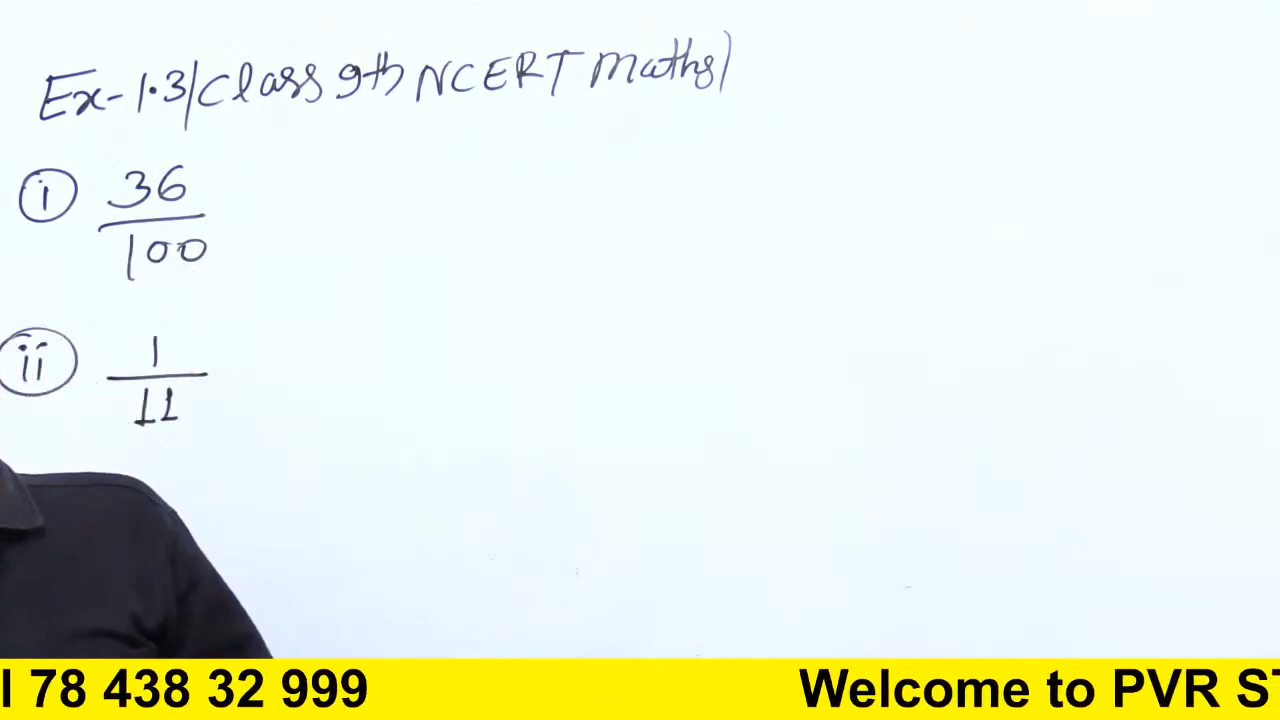 Ex-1.3/Class 9th NCERT Maths)
(i) 36
100
(ii) 1
11
l 78 438 32 999 Welcome to PVR ST